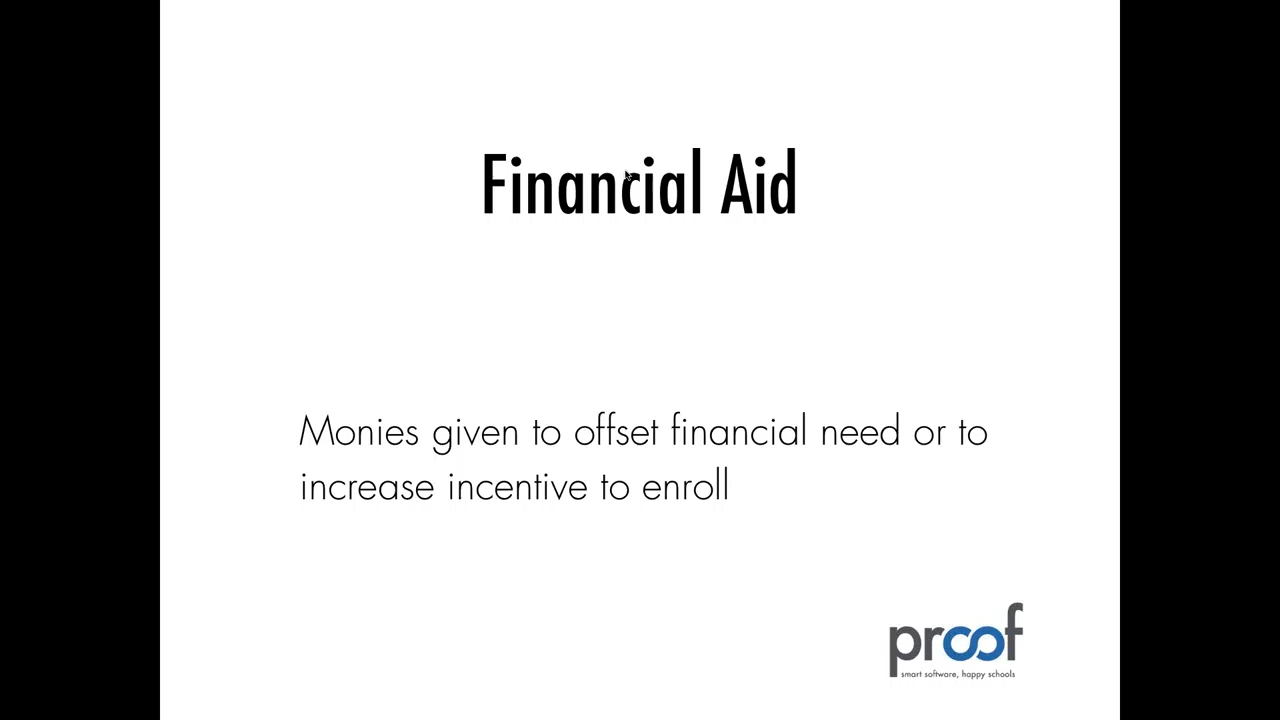 Financial Aid
Monies given to offset financial need or to
increase incentive to enroll
proof
smart software, happy schools